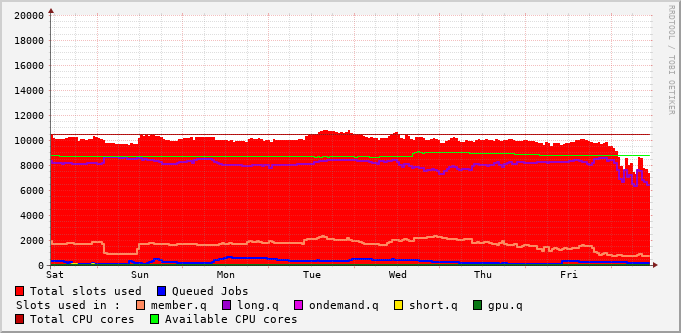 20000
18000
16000
14000
12000
10000
8000
6000
4000
2000
0
Sat Sun Mon Tue Wed Thu Fri
Total slots used Queued Jobs
Slots used in : member.q long.q ondemand.q short.q gpu.q
Total CPU cores Available CPU cores
RRDTOOL / TOBI OETIKER